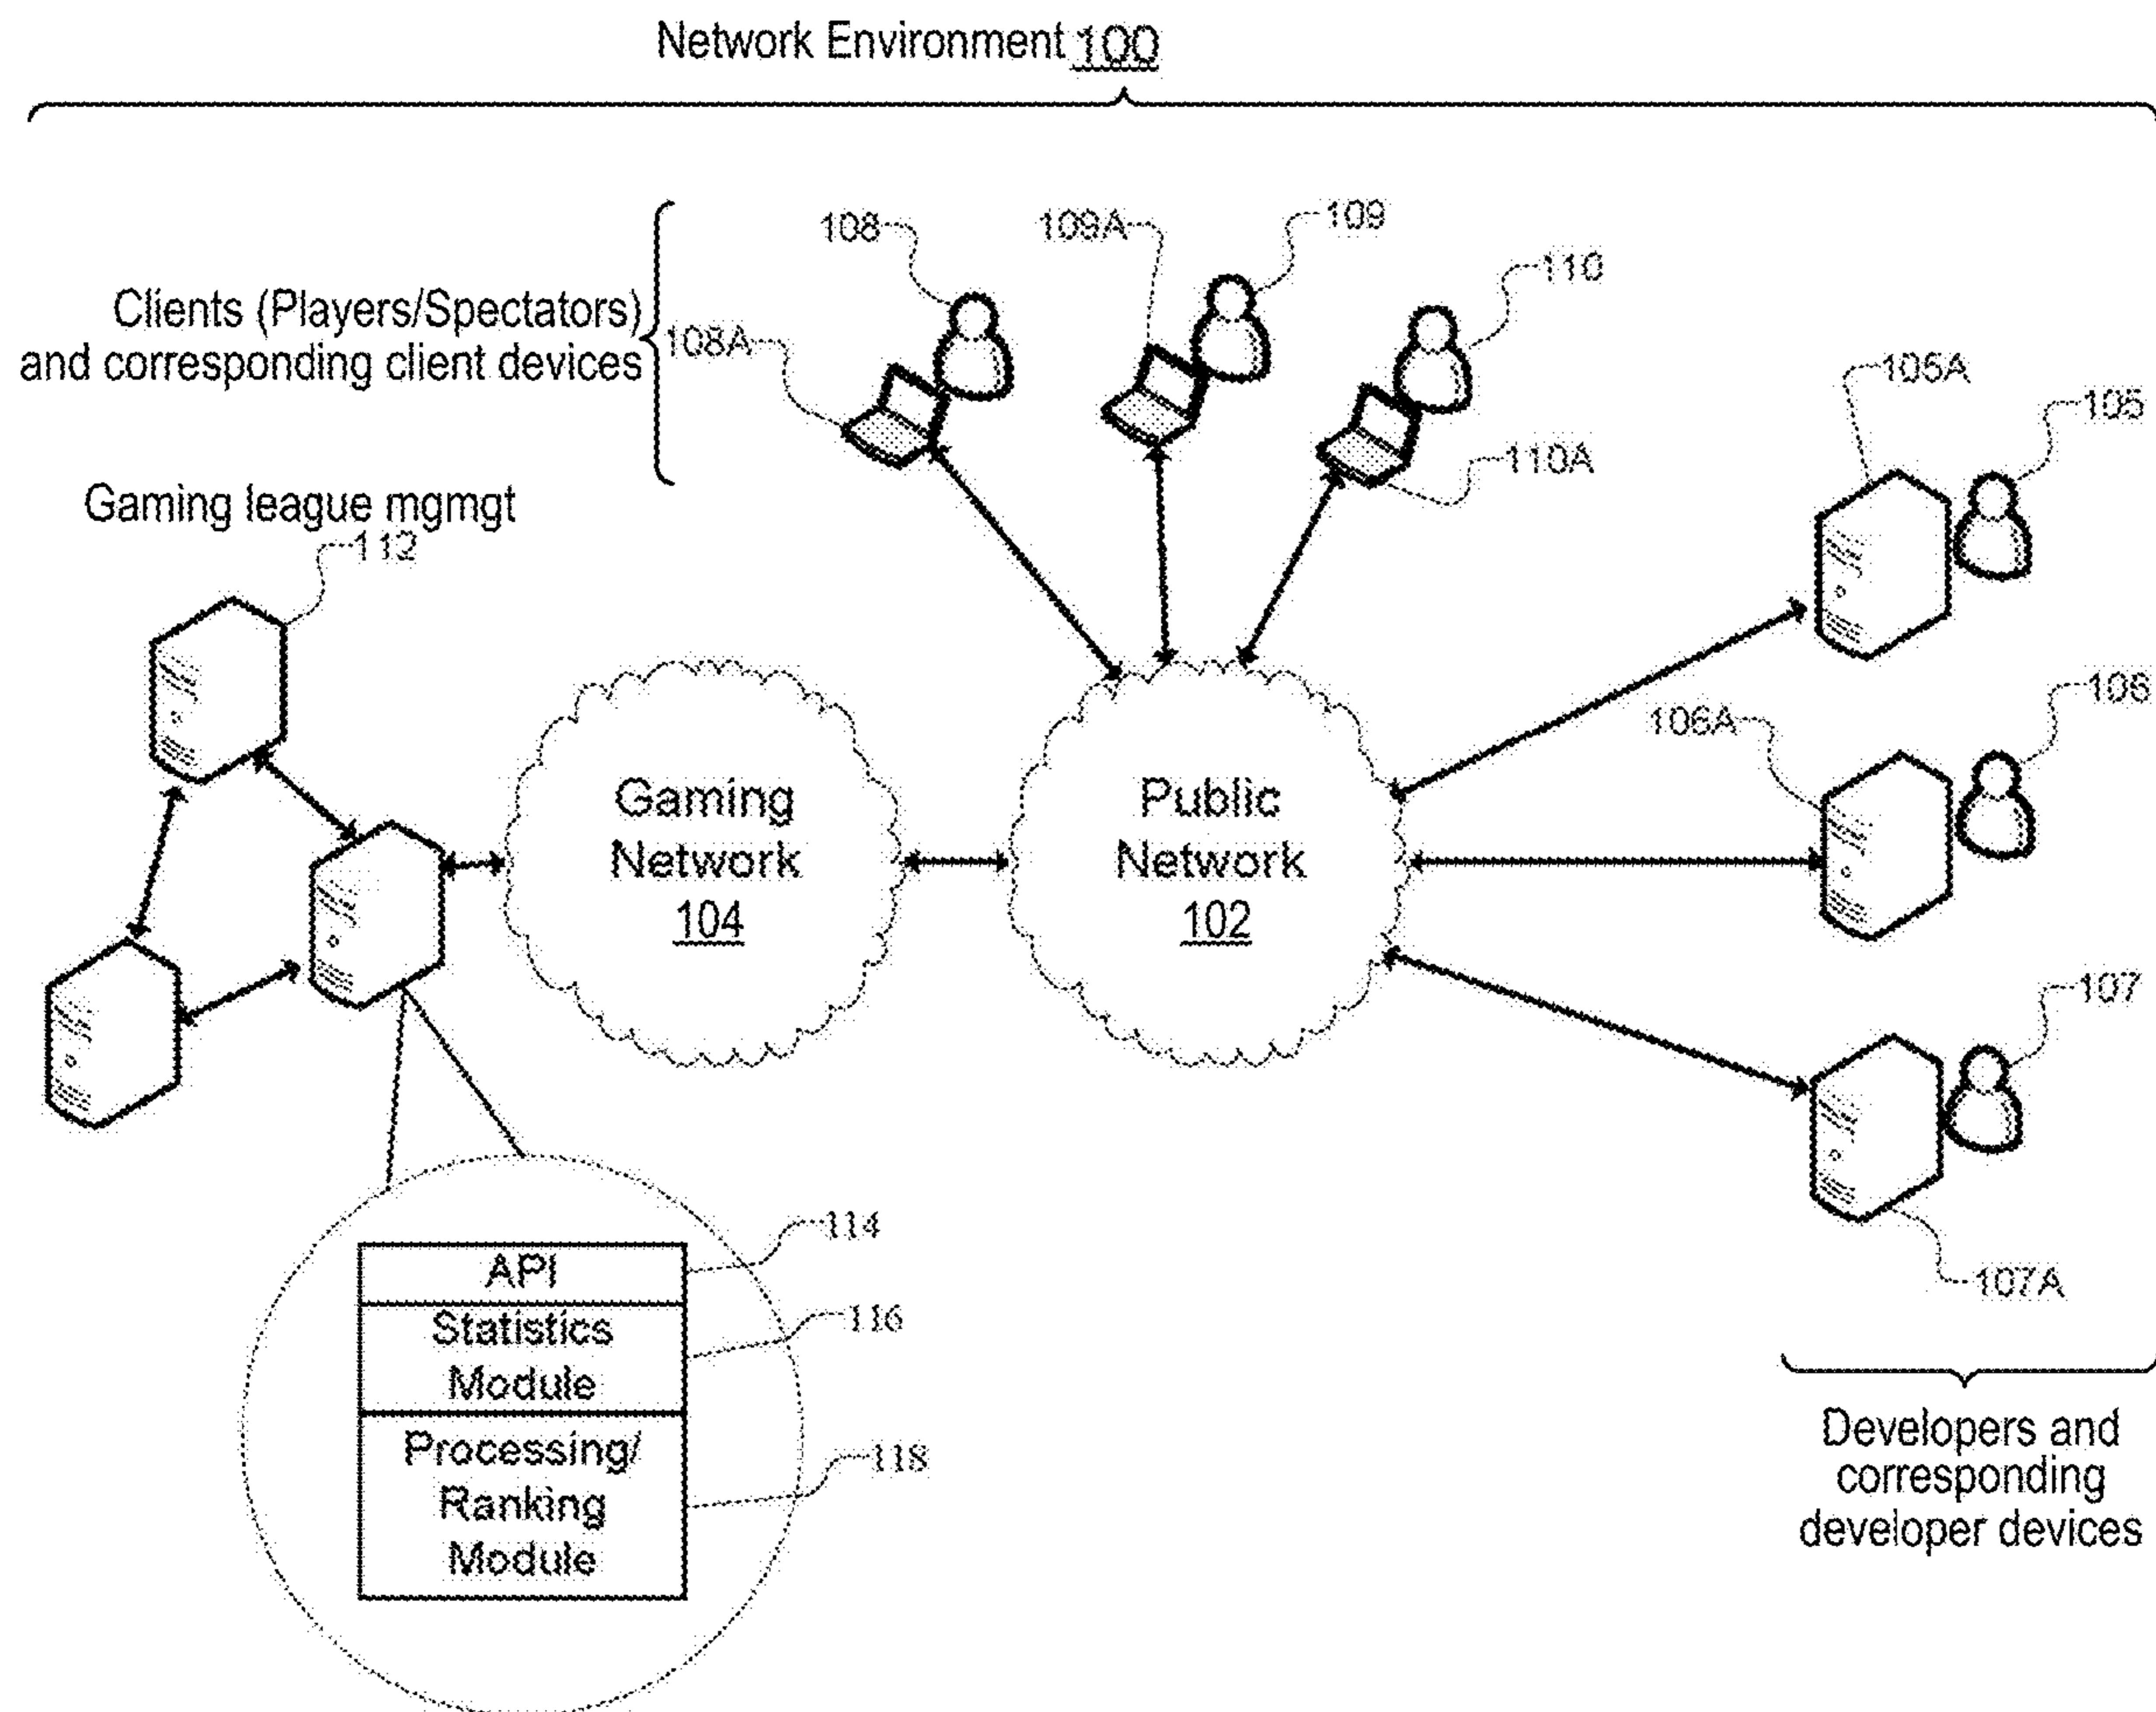 Network Environment 100
108
109A
109
110
Clients (Players/Spectators)
and corresponding client devices
108A
105A
105
110A
Gaming league mgmgt
112
106A
106
Gaming
Network
104
Public
Network
102
107
114
API
107A
Statistics
Module
116
Processing/
Ranking
Module
118
Developers and
corresponding
developer devices